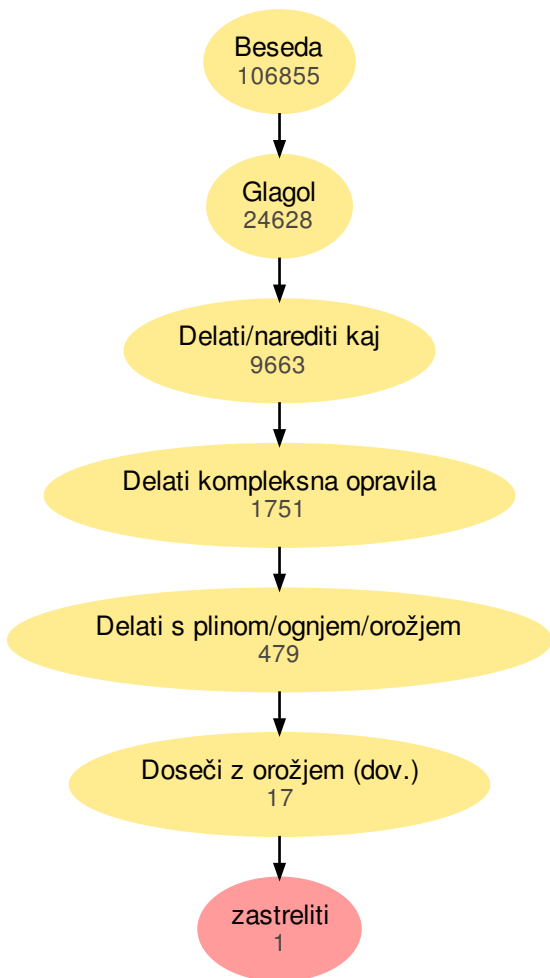 Beseda
106855
Glagol
24628
Delati/narediti kaj
9663
Delati kompleksna opravila
1751
Delati s plinom/ognjem/orožjem
479
Doseči z orožjem (dov.)
17
zastreliti
1